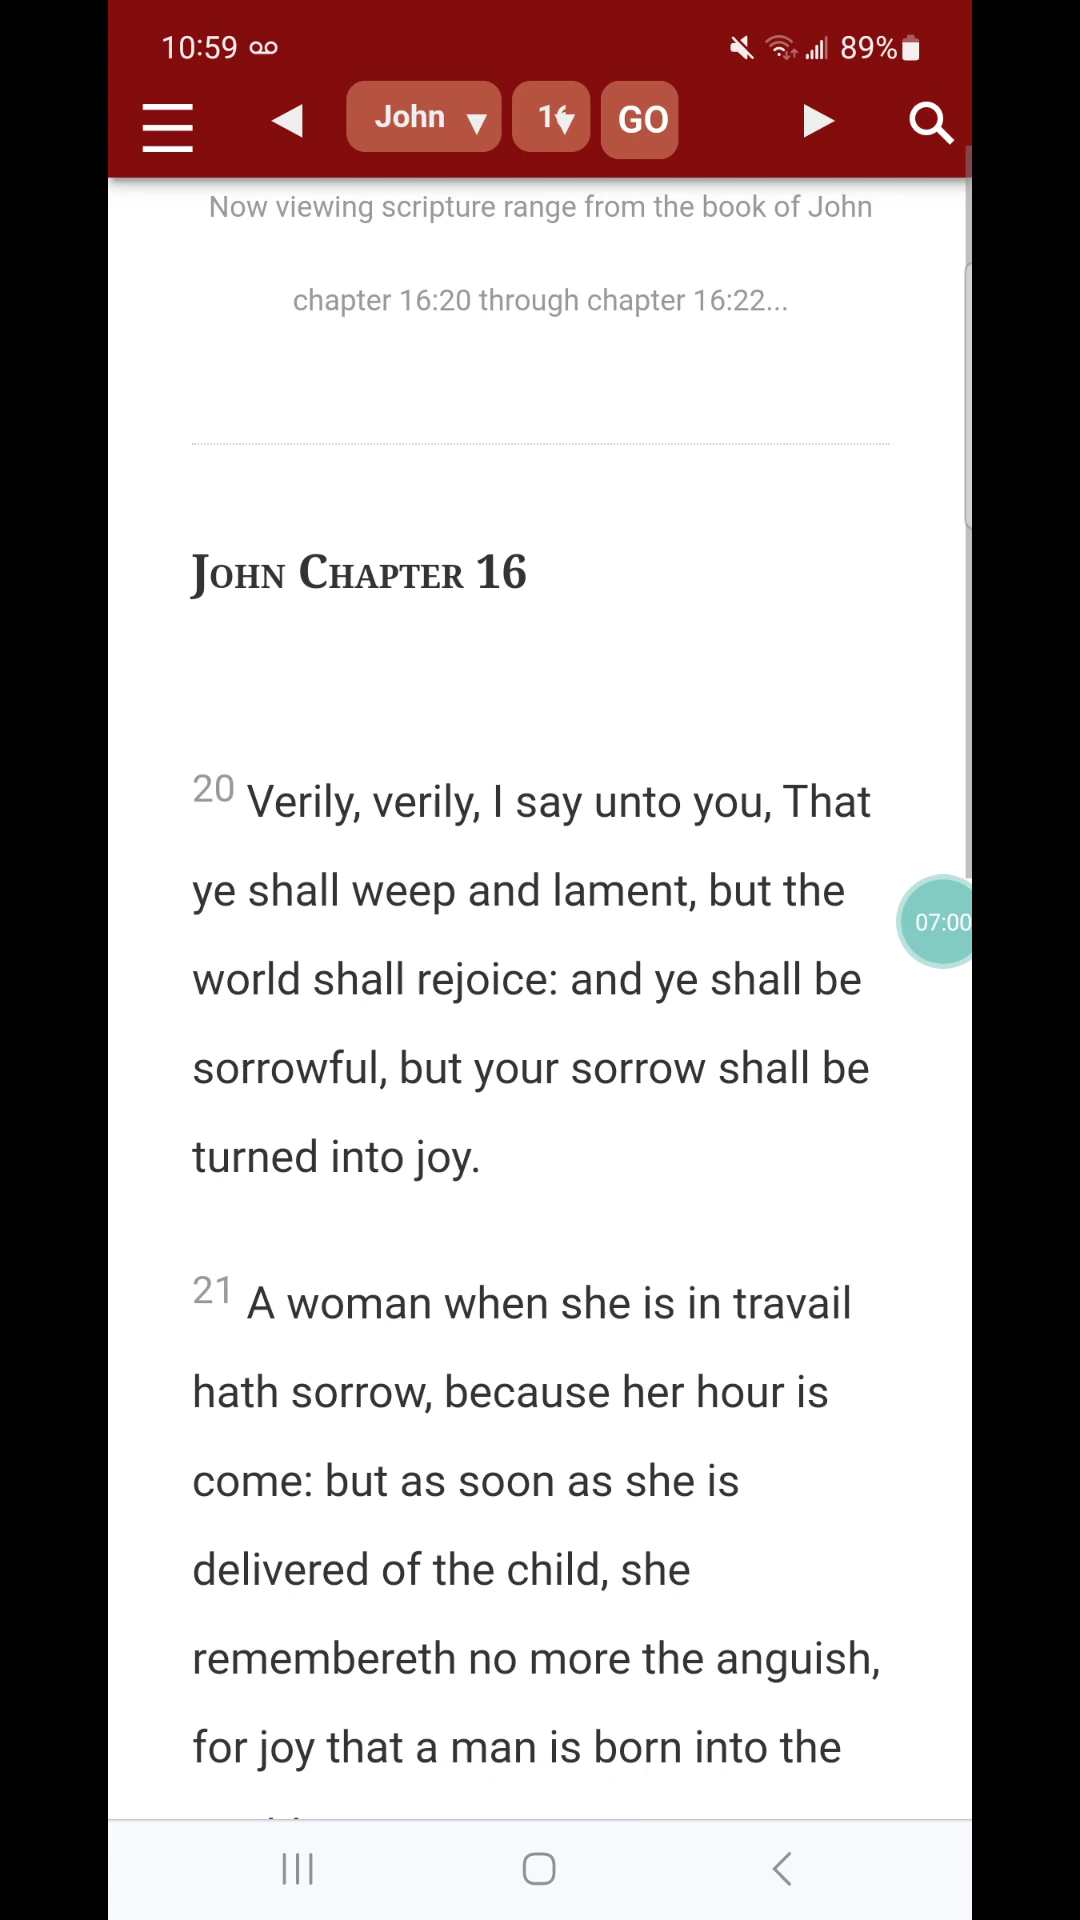 10:59 89%
John 16 GO
Now viewing scripture range from the book of John
chapter 16:20 through chapter 16:22...
John Chapter 16
20 Verily, verily, I say unto you, That
ye shall weep and lament, but the
world shall rejoice: and ye shall be
sorrowful, but your sorrow shall be
turned into joy.
07:00
21 A woman when she is in travail
hath sorrow, because her hour is
come: but as soon as she is
delivered of the child, she
remembereth no more the anguish,
for joy that a man is born into the